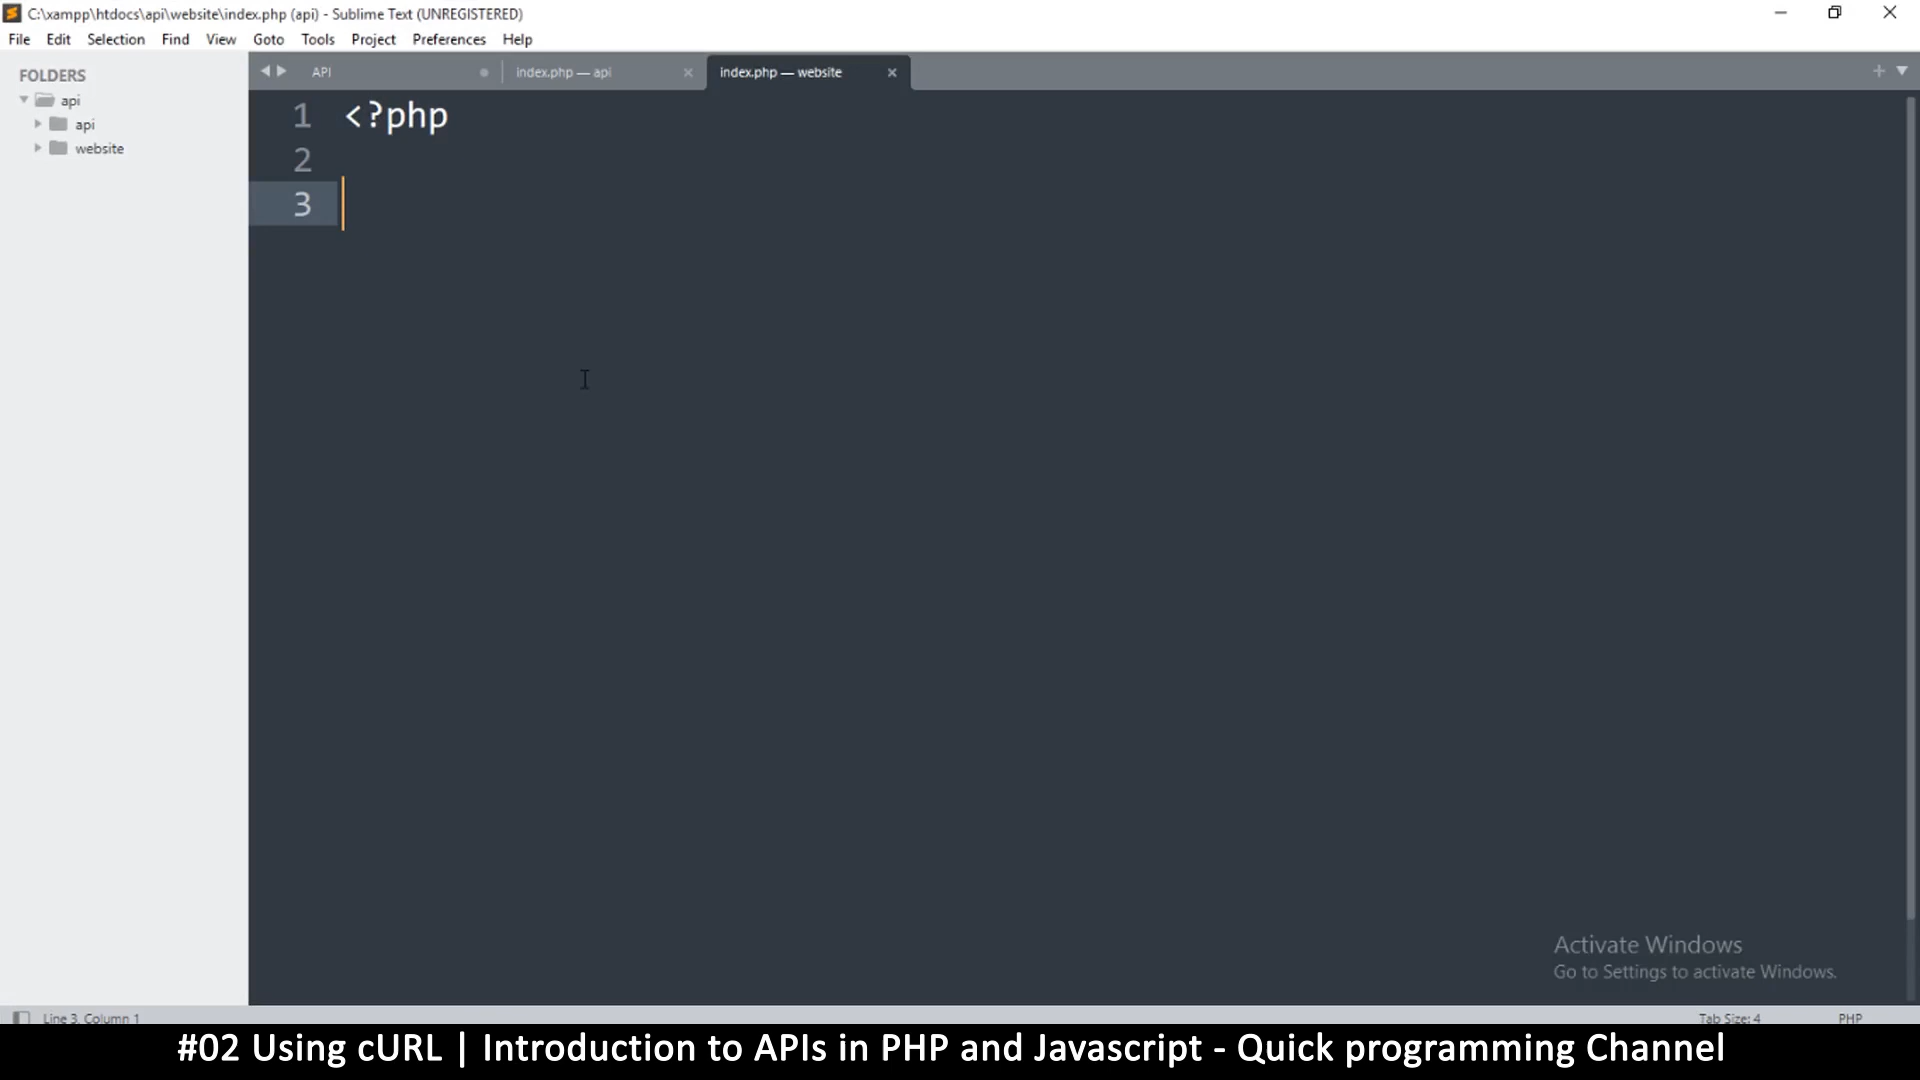 C:\xampp\htdocs\api\website\index.php (api) - Sublime Text (UNREGISTERED)
File Edit Selection Find View Goto Tools Project Preferences Help
FOLDERS
api
api
website
API
index.php — api
index.php — website
1 <?php
2
3
Activate Windows
Go to Settings to activate Windows.
Line 3, Column 1
Tab Size: 4
PHP
#02 Using cURL | Introduction to APIs in PHP and Javascript - Quick programming Channel